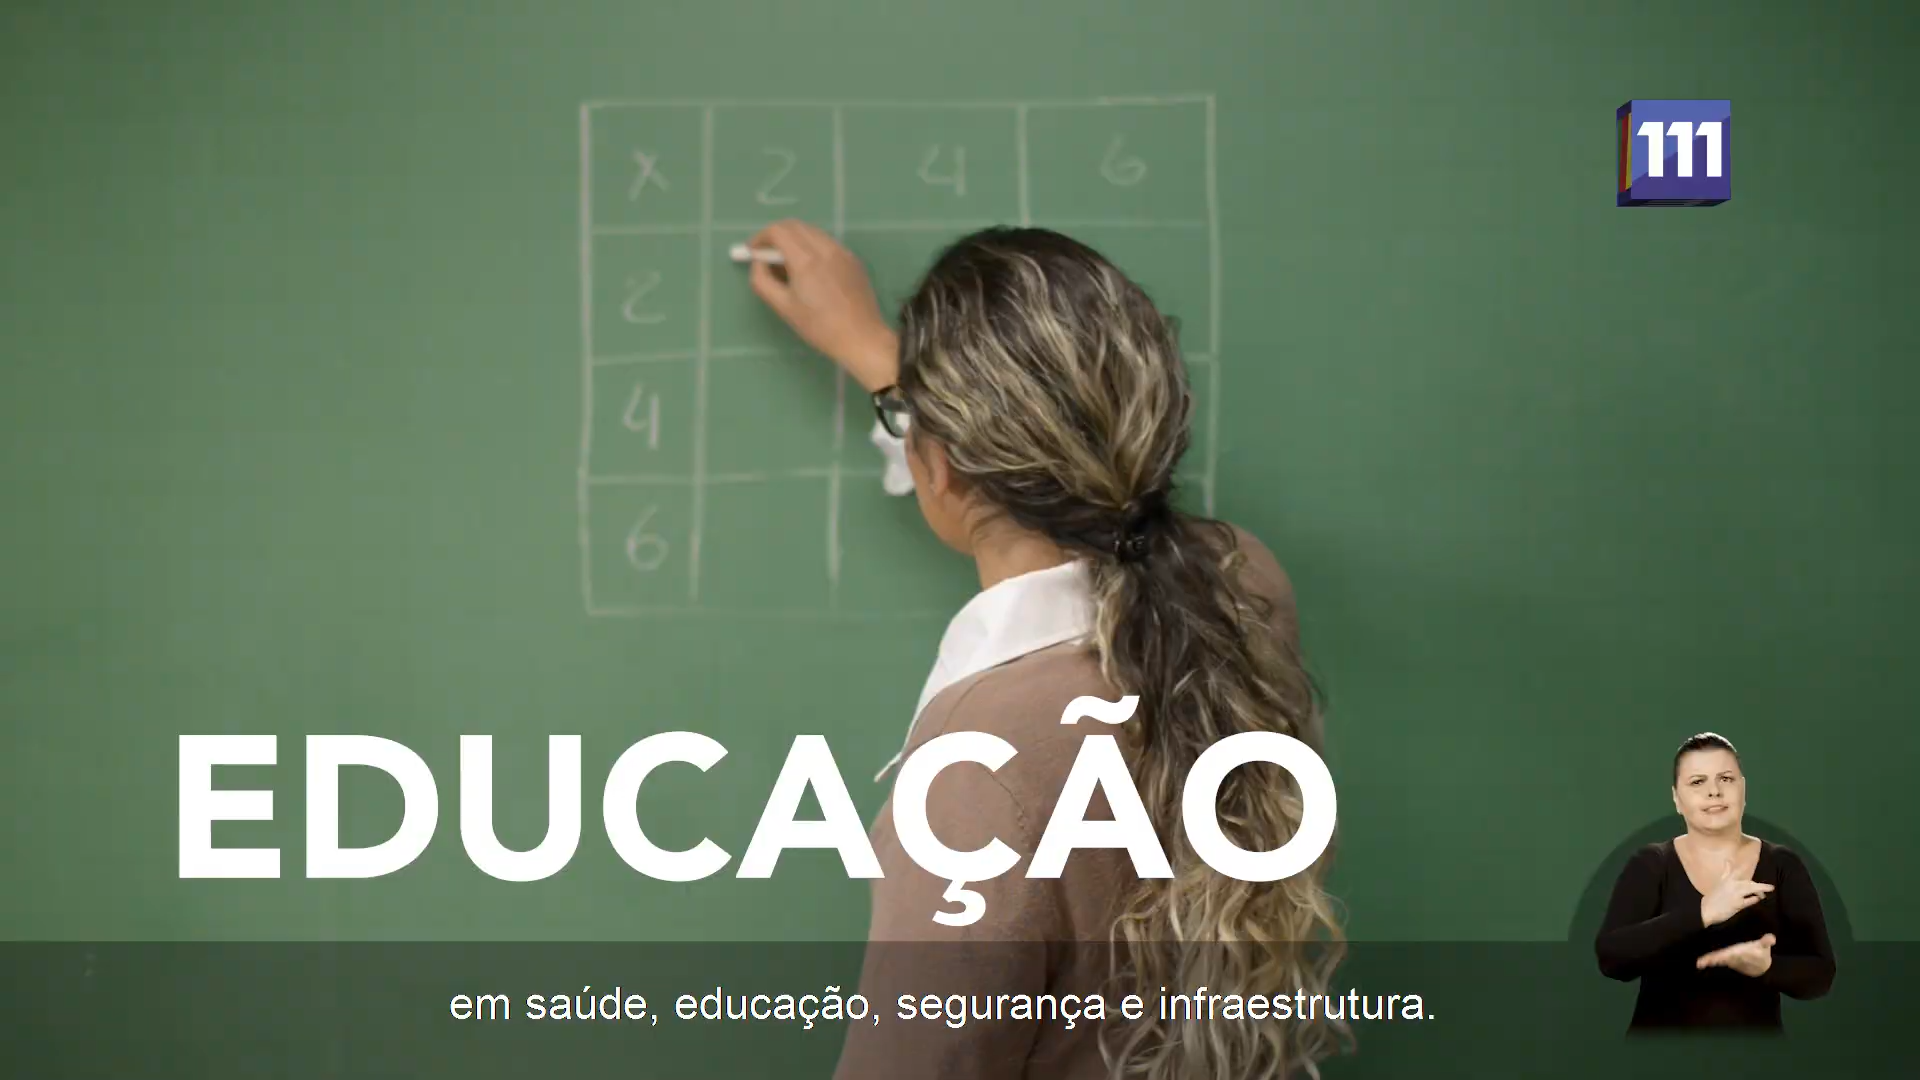 x 2 4 6
111
2
4
6
EDUCAÇÃO
em saúde, educação, segurança e infraestrutura.